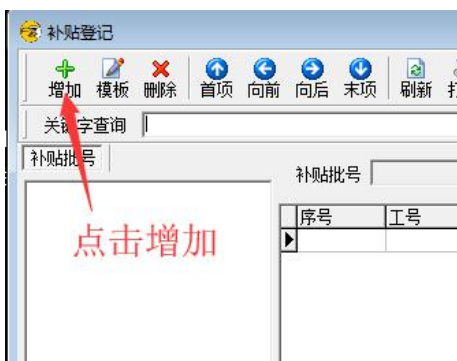 补贴登记
增加 模板 删除 首项 向前 向后 末项 刷新
关键字查询
补贴批号
补贴批号
序号 工号
点击增加